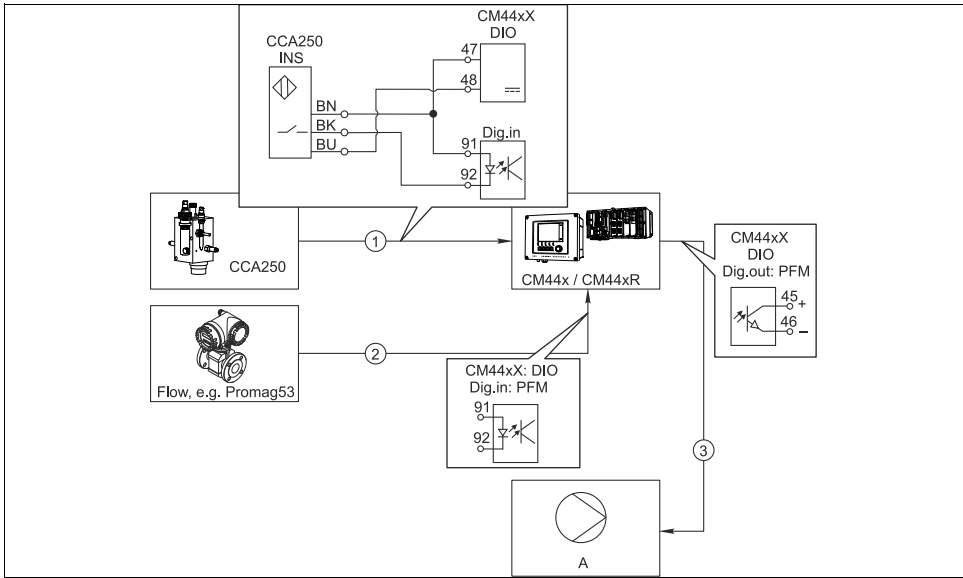 CCA250
INS
BN
BK
BU
CM44xX
DIO
47
48
Dig.in
91
92
CCA250
1
CM44x / CM44xR
CM44xX
DIO
Dig.out: PFM
45 +
46 –
Flow, e.g. Promag53
2
CM44xX: DIO
Dig.in: PFM
91
92
3
A